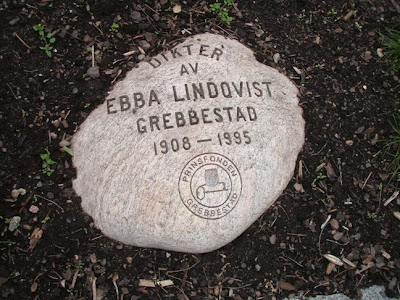 DIKTER
AV
EBBA LINDQVIST
GREBBESTAD
1908 — 1995
PRINSFONDEN
GREBBESTAD